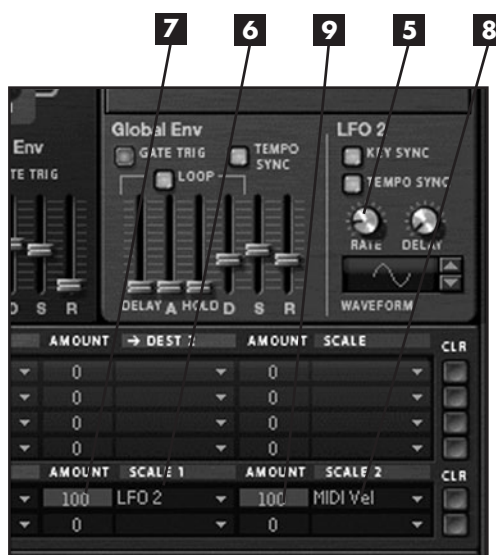 7 6 9 5 8
Global Env LFO 2
Env GATE TRIG TEMPO SYNC KEY SYNC
TE TRIG LOOP TEMPO SYNC
RATE DELAY
S R DELAY A HOLD D S R WAVEFORM
AMOUNT → DEST 2 AMOUNT SCALE CLR
0 0
0 0
0 0
0 0
AMOUNT SCALE 1 AMOUNT SCALE 2 CLR
100 LFO 2 100 MIDI Vel
0 0